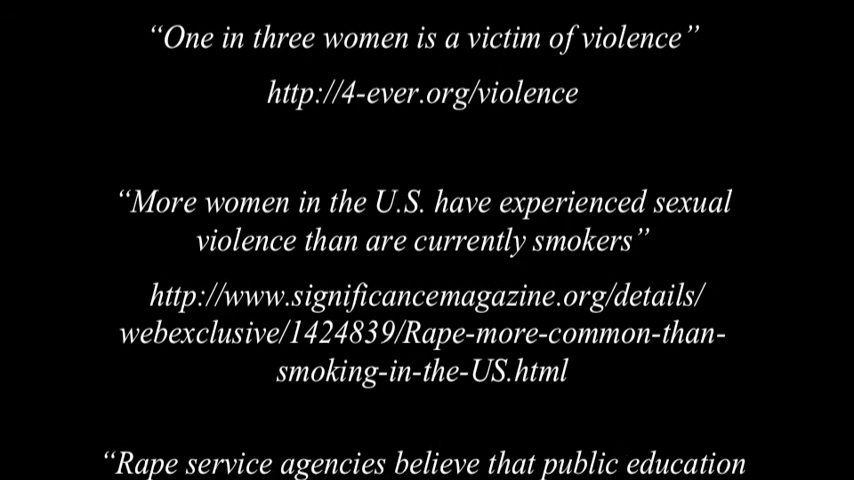 “One in three women is a victim of violence”
http://4-ever.org/violence
“More women in the U.S. have experienced sexual
violence than are currently smokers”
http://www.significancemagazine.org/details/
webexclusive/1424839/Rape-more-common-than-
smoking-in-the-US.html
“Rape service agencies believe that public education